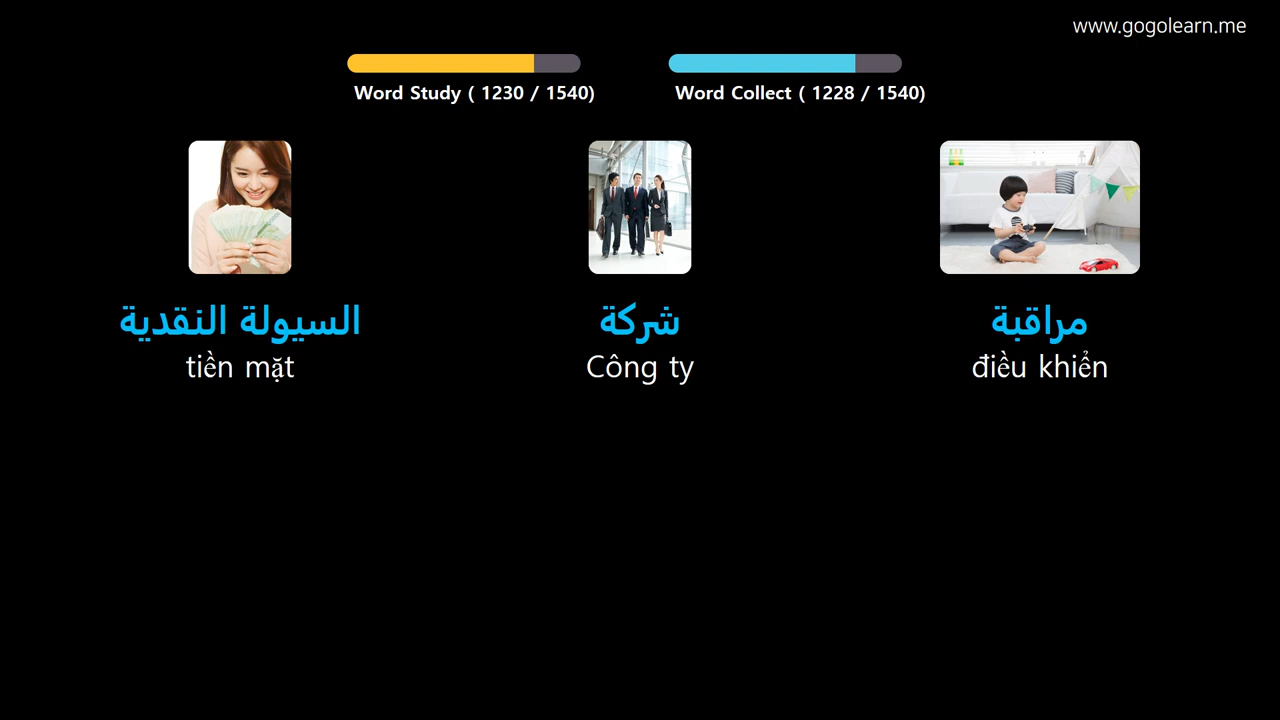 www.gogolearn.me
Word Study ( 1230 / 1540)
Word Collect ( 1228 / 1540)
السيولة النقدية
tiền mặt
شركة
Công ty
مراقبة
điều khiển